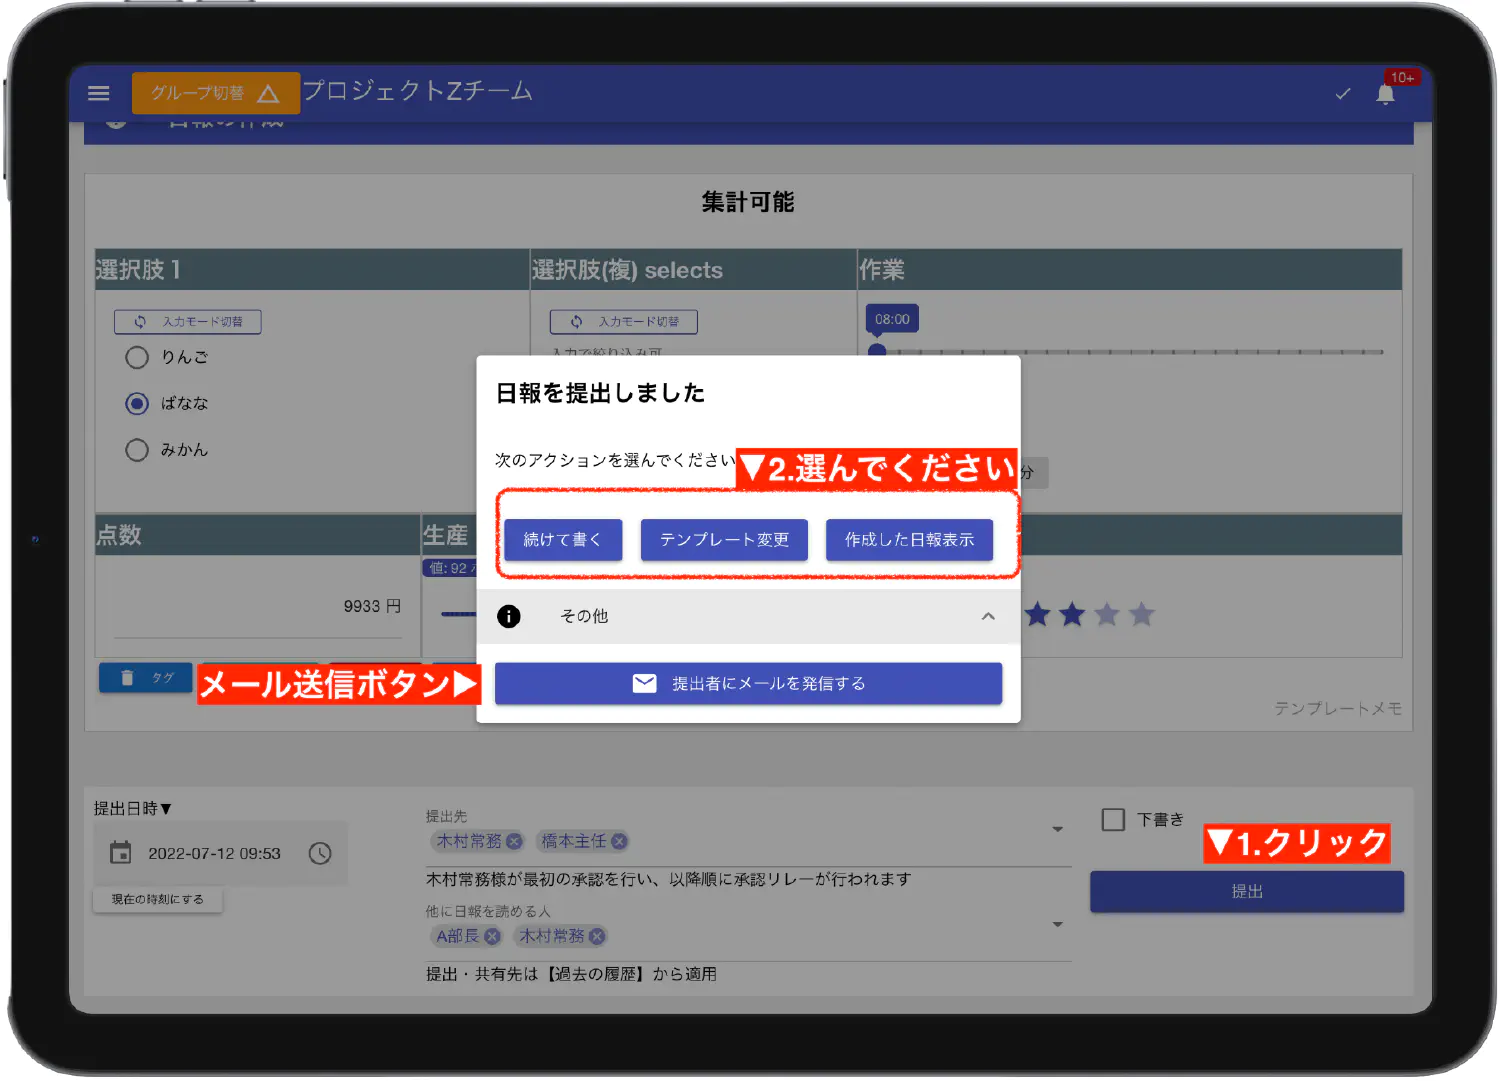 グループ切替
プロジェクトZチーム
10+
日報の作成
集計可能
選択肢1
選択肢(複) selects
作業
入力モード切替
入力モード切替
08:00
入力で絞り込み可
りんご
ばなな
みかん
日報を提出しました
次のアクションを選んでください
▼2.選んでください
分
続けて書く
テンプレート変更
作成した日報表示
点数
生産
値: 92
9933 円
その他
タグ
メール送信ボタン▶
提出者にメールを発信する
テンプレートメモ
提出日時▼
2022-07-12 09:53
現在の時刻にする
提出先
木村常務
橋本主任
木村常務様が最初の承認を行い、以降順に承認リレーが行われます
他に日報を読める人
A部長
木村常務
提出・共有先は【過去の履歴】から適用
下書き
▼1.クリック
提出